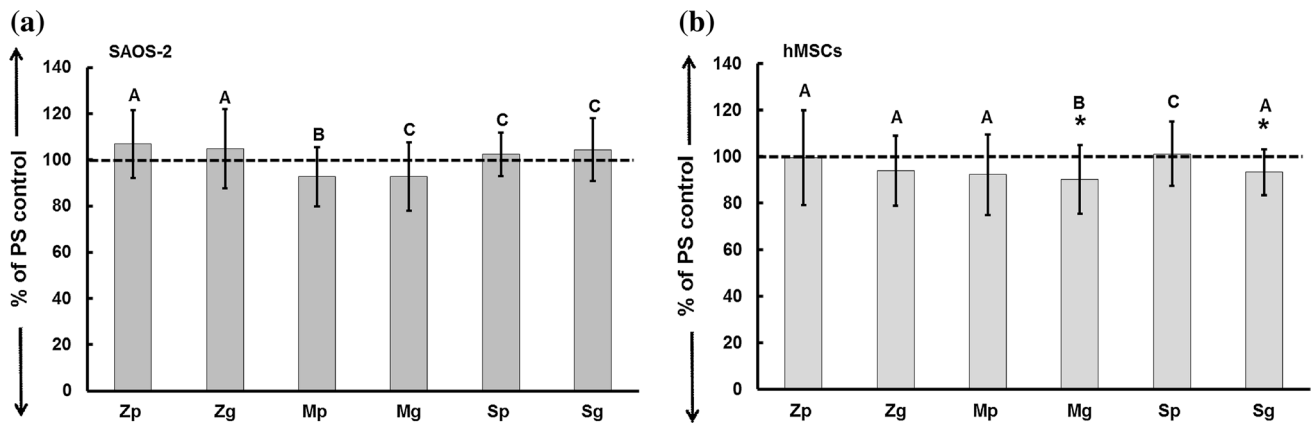 (a)
SAOS-2
% of PS control
140
120
100
80
60
40
20
0
A
A
B
C
C
C
Zp
Zg
Mp
Mg
Sp
Sg
(b)
hMSCs
% of PS control
140
120
100
80
60
40
20
0
A
A
A
B
*
C
A
*
Zp
Zg
Mp
Mg
Sp
Sg